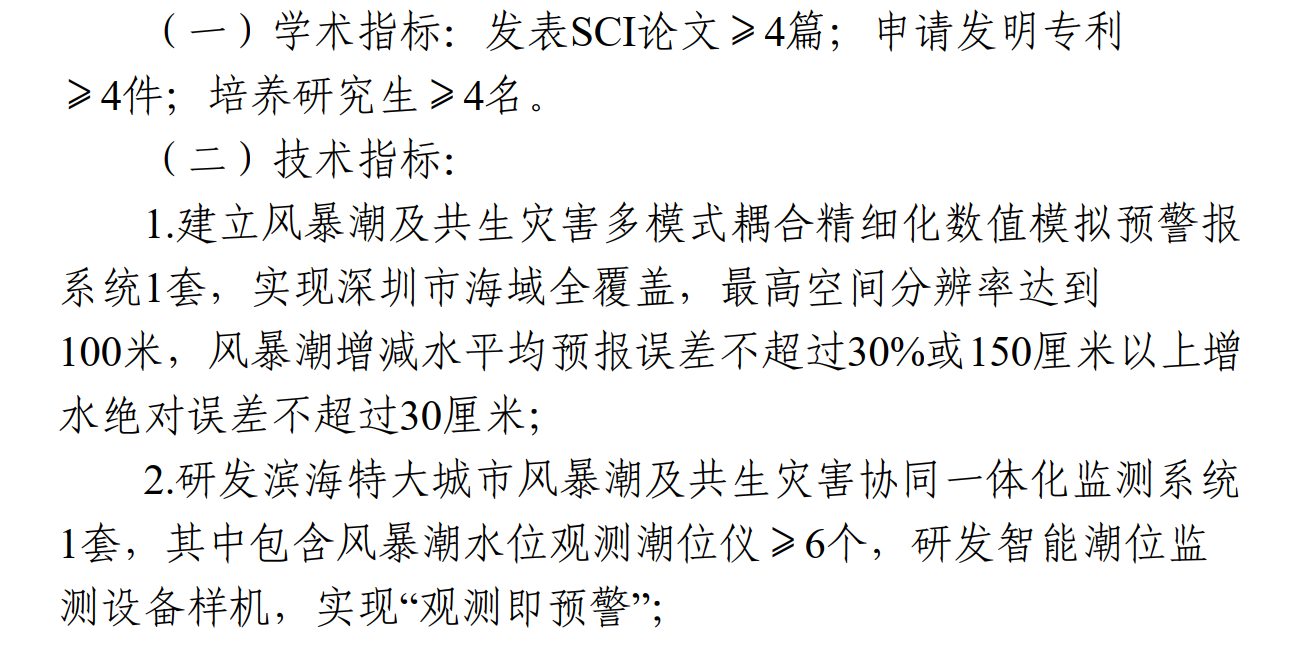 （一）学术指标：发表SCI论文≥4篇；申请发明专利
≥4件；培养研究生≥4名。
（二）技术指标：
1.建立风暴潮及共生灾害多模式耦合精细化数值模拟预警报
系统1套，实现深圳市海域全覆盖，最高空间分辨率达到
100米，风暴潮增减水平均预报误差不超过30%或150厘米以上增
水绝对误差不超过30厘米；
2.研发滨海特大城市风暴潮及共生灾害协同一体化监测系统
1套，其中包含风暴潮水位观测潮位仪≥6个，研发智能潮位监
测设备样机，实现“观测即预警”；